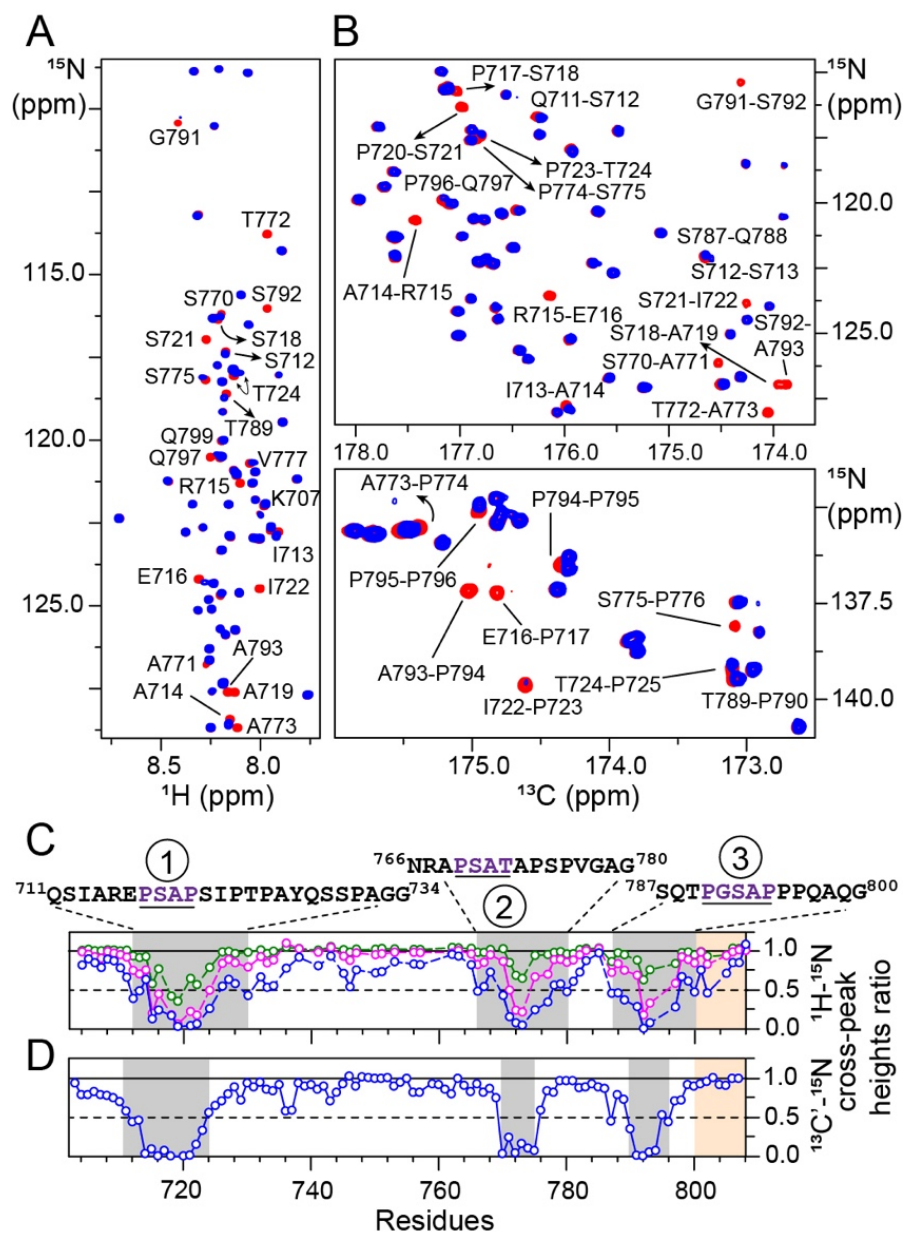 A
B
15N
(ppm)
G791
T772
115.0
S770
S792
S721
S718
S712
S775
T724
120.0
Q799
T789
Q797
V777
R715
K707
I713
E716
I722
125.0
A771
A793
A714
A719
A773
8.5
8.0
1H (ppm)
15N
(ppm)
P717-S718
Q711-S712
G791-S792
P720-S721
P723-T724
P774-S775
P796-Q797
120.0
S787-Q788
A714-R715
S712-S713
R715-E716
S721-I722
S718-A719
S792-
A793
125.0
S770-A771
I713-A714
T772-A773
178.0
177.0
176.0
175.0
174.0
15N
(ppm)
A773-P774
P794-P795
P795-P796
S775-P776
137.5
E716-P717
A793-P794
T724-P725
T789-P790
I722-P723
140.0
175.0
174.0
173.0
13C (ppm)
C
1
2
3
711QSIAREPSAPSIPTPAYQSSPAGG734
766NRAPSATAPSPVGAG780
787SQTPGSAPPPQAQG800
1.0
0.5
0.0
1H-15N
D
1.0
0.5
0.0
13C'-15N
cross-peak
heights ratio
720
740
760
780
800
Residues